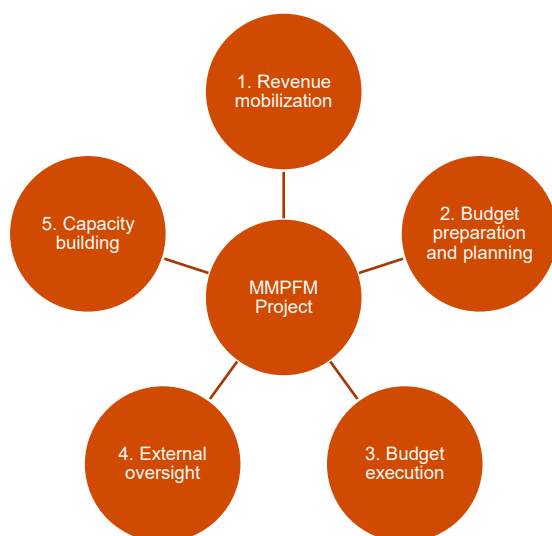 1. Revenue
mobilization
2. Budget
preparation
and planning
3. Budget
execution
4. External
oversight
5. Capacity
building
MMPFM
Project